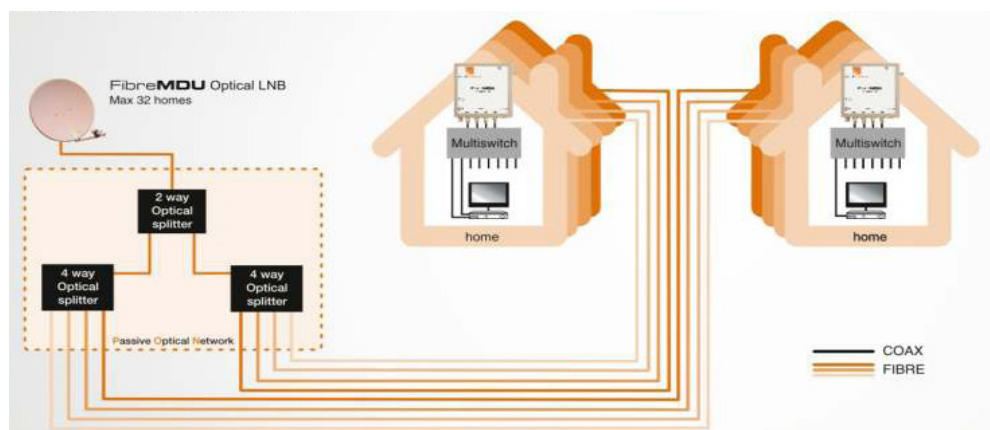 FibreMDU Optical LNB
Max 32 homes
2 way
Optical
splitter
4 way
Optical
splitter
4 way
Optical
splitter
Passive Optical Network
Multiswitch
home
Multiswitch
home
COAX
FIBRE